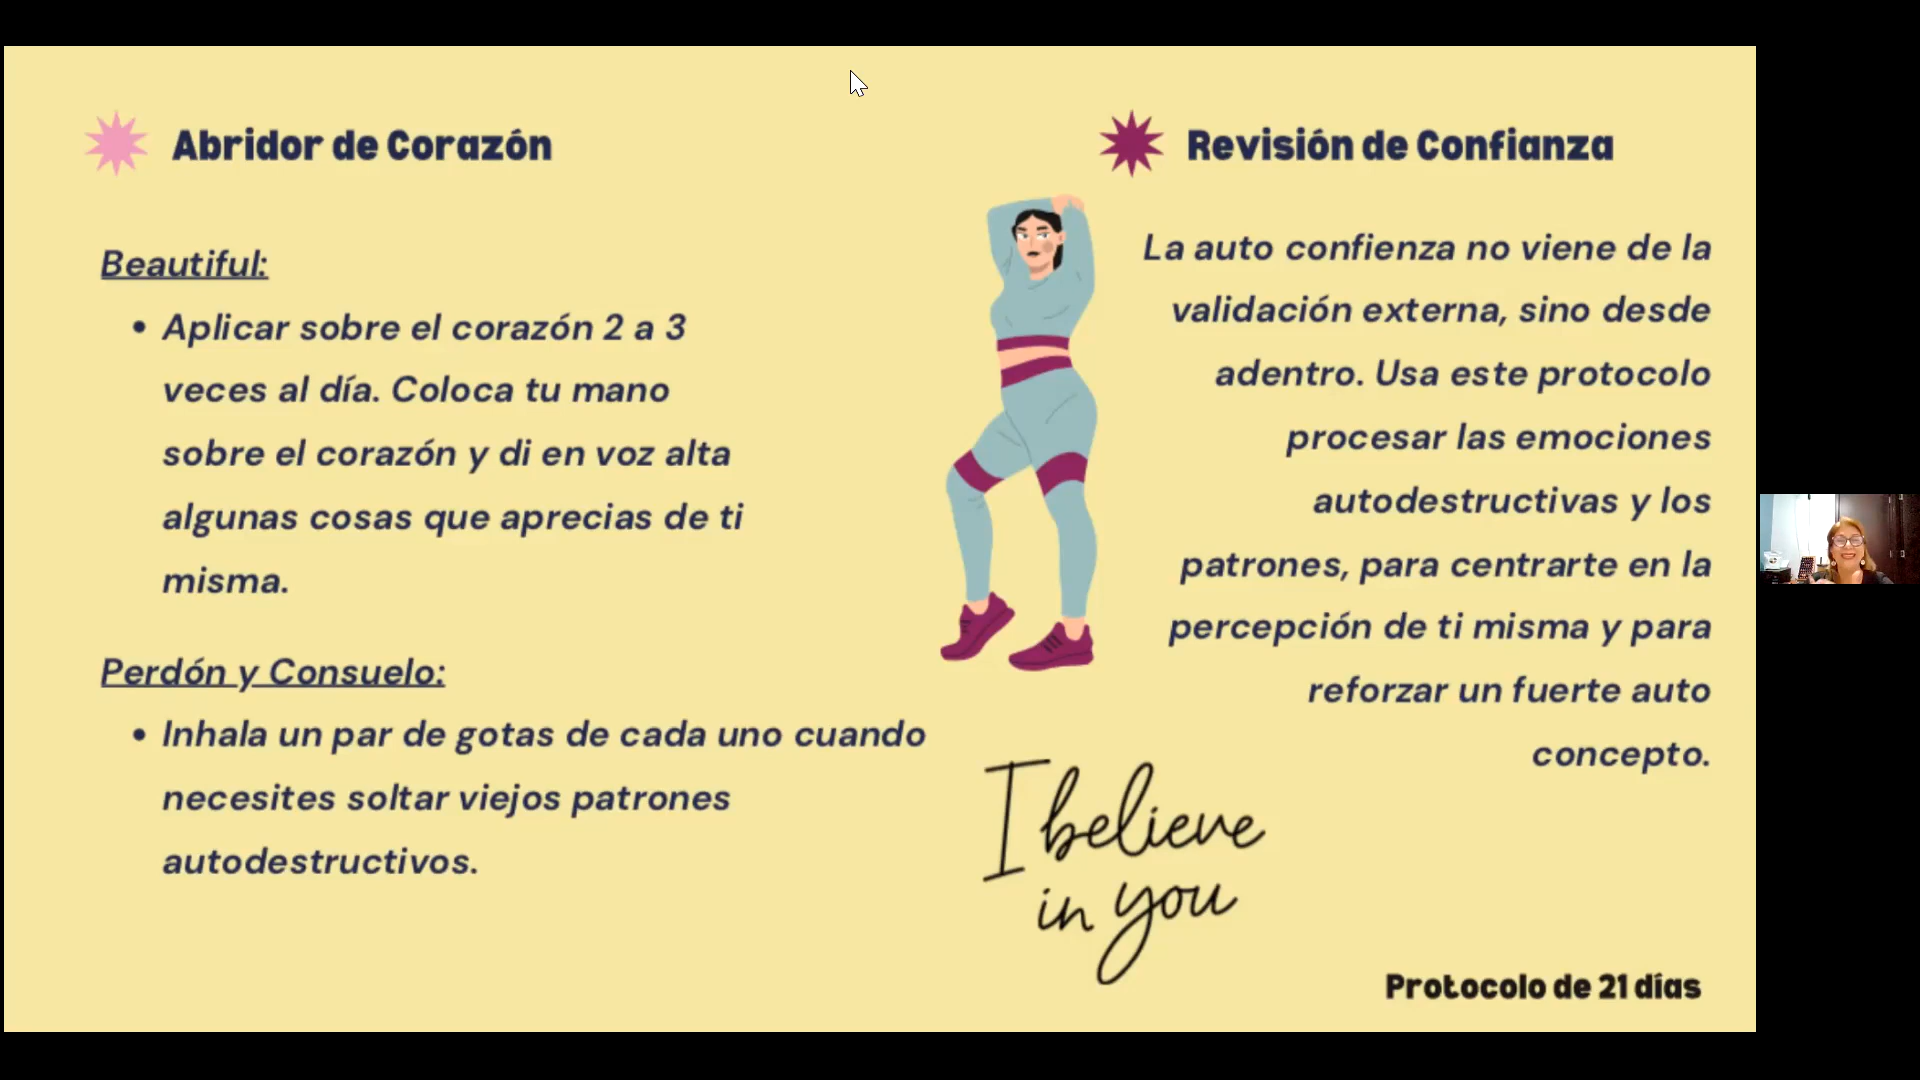 Abridor de Corazón
Beautiful:
• Aplicar sobre el corazón 2 a 3
veces al día. Coloca tu mano
sobre el corazón y di en voz alta
algunas cosas que aprecias de ti
misma.
Perdón y Consuelo:
• Inhala un par de gotas de cada uno cuando
necesites soltar viejos patrones
autodestructivos.
Revisión de Confianza
La auto confienza no viene de la
validación externa, sino desde
adentro. Usa este protocolo
procesar las emociones
autodestructivas y los
patrones, para centrarte en la
percepción de ti misma y para
reforzar un fuerte auto
concepto.
I believe
in you
Protocolo de 21 días